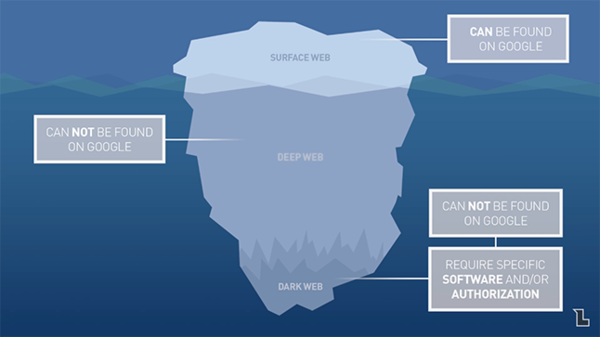 CAN BE FOUND
ON GOOGLE
SURFACE WEB
CAN NOT BE FOUND
ON GOOGLE
DEEP WEB
CAN NOT BE FOUND
ON GOOGLE
REQUIRE SPECIFIC
SOFTWARE AND/OR
AUTHORIZATION
DARK WEB
L